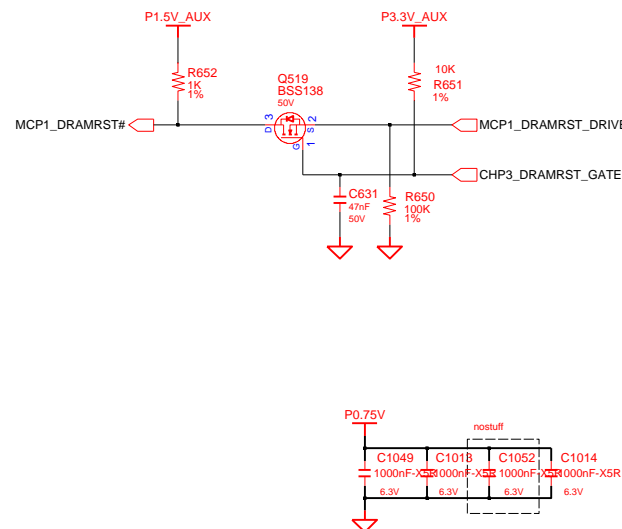 P1.5V_AUX
P3.3V_AUX
R652
1K
1%
Q519
BSS138
50V
10K
R651
1%
MCP1_DRAMRST#
D 3
S 2
G 1
MCP1_DRAMRST_DRIVE
CHP3_DRAMRST_GATE
C631
47nF
50V
R650
100K
1%
P0.75V
nostuff
C1049
1000nF-X5R
6.3V
C1013
1000nF-X5R
6.3V
C1052
1000nF-X5R
6.3V
C1014
1000nF-X5R
6.3V